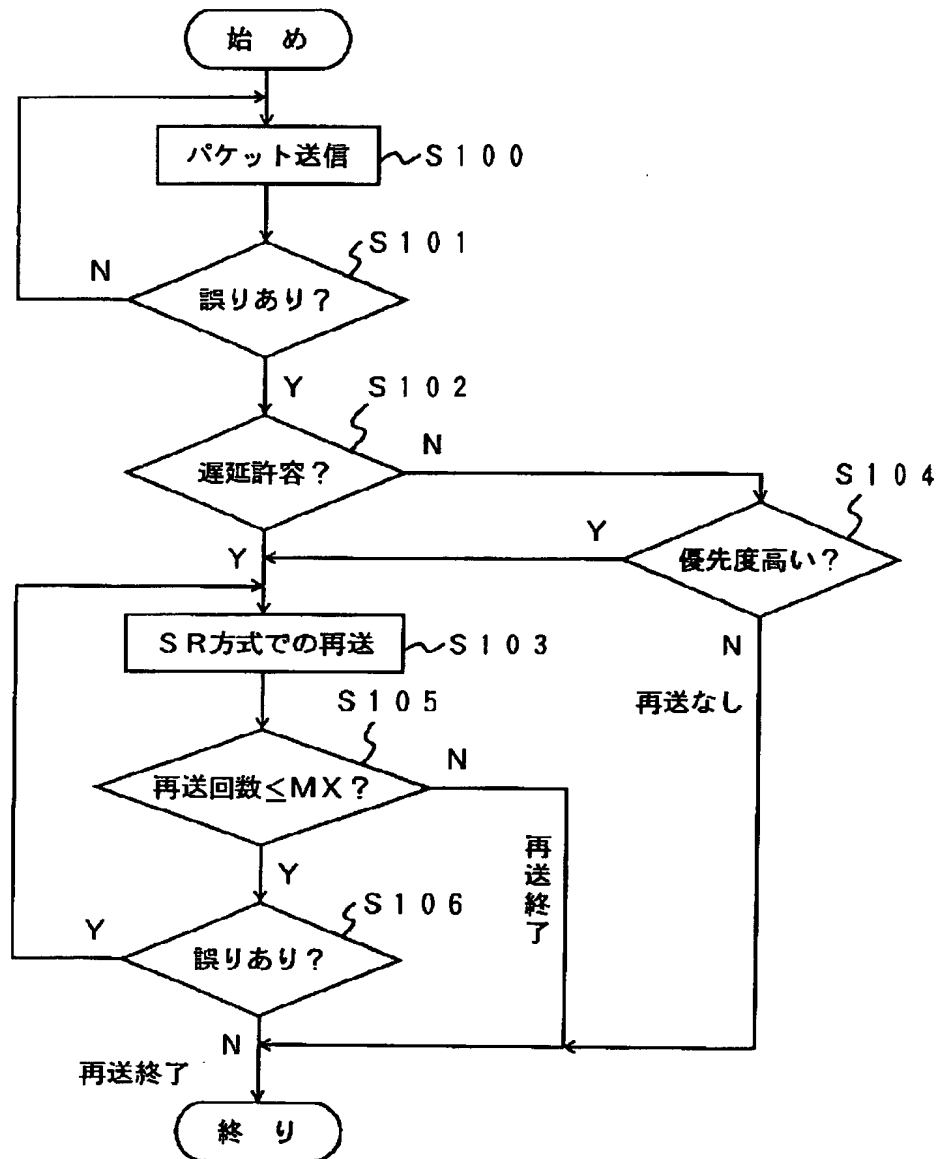 始 め
パケット送信
S100
S101
N
誤りあり?
Y
S102
N
遅延許容?
S104
Y
Y
優先度高い?
SR方式での再送
S103
N
再送なし
S105
N
再送回数≤MX?
再送終了
Y
S106
Y
誤りあり?
N
再送終了
終 り